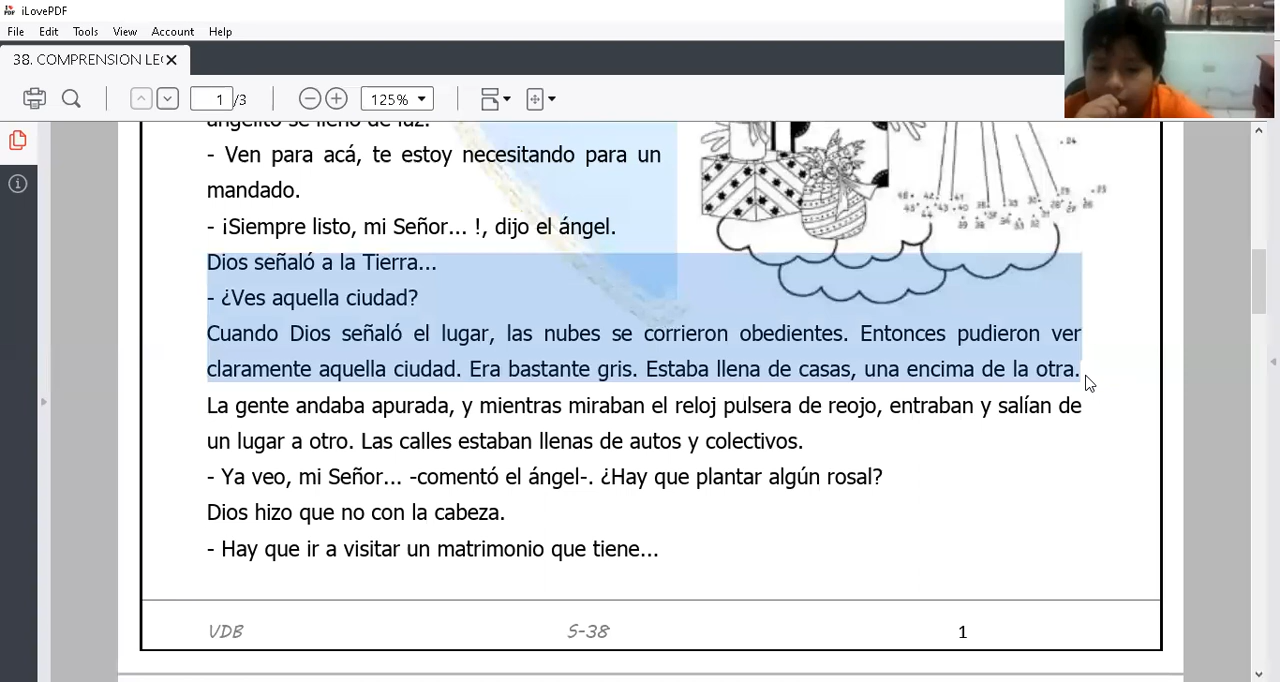 iLovePDF
File Edit Tools View Account Help
38. COMPRENSION LE
1 /3 125%
angelito se llenó de luz.
- Ven para acá, te estoy necesitando para un
mandado.
- ¡Siempre listo, mi Señor... !, dijo el ángel.
Dios señaló a la Tierra...
- ¿Ves aquella ciudad?
Cuando Dios señaló el lugar, las nubes se corrieron obedientes. Entonces pudieron ver
claramente aquella ciudad. Era bastante gris. Estaba llena de casas, una encima de la otra.
La gente andaba apurada, y mientras miraban el reloj pulsera de reojo, entraban y salían de
un lugar a otro. Las calles estaban llenas de autos y colectivos.
- Ya veo, mi Señor... -comentó el ángel-. ¿Hay que plantar algún rosal?
Dios hizo que no con la cabeza.
- Hay que ir a visitar un matrimonio que tiene...
VDB S-38 1